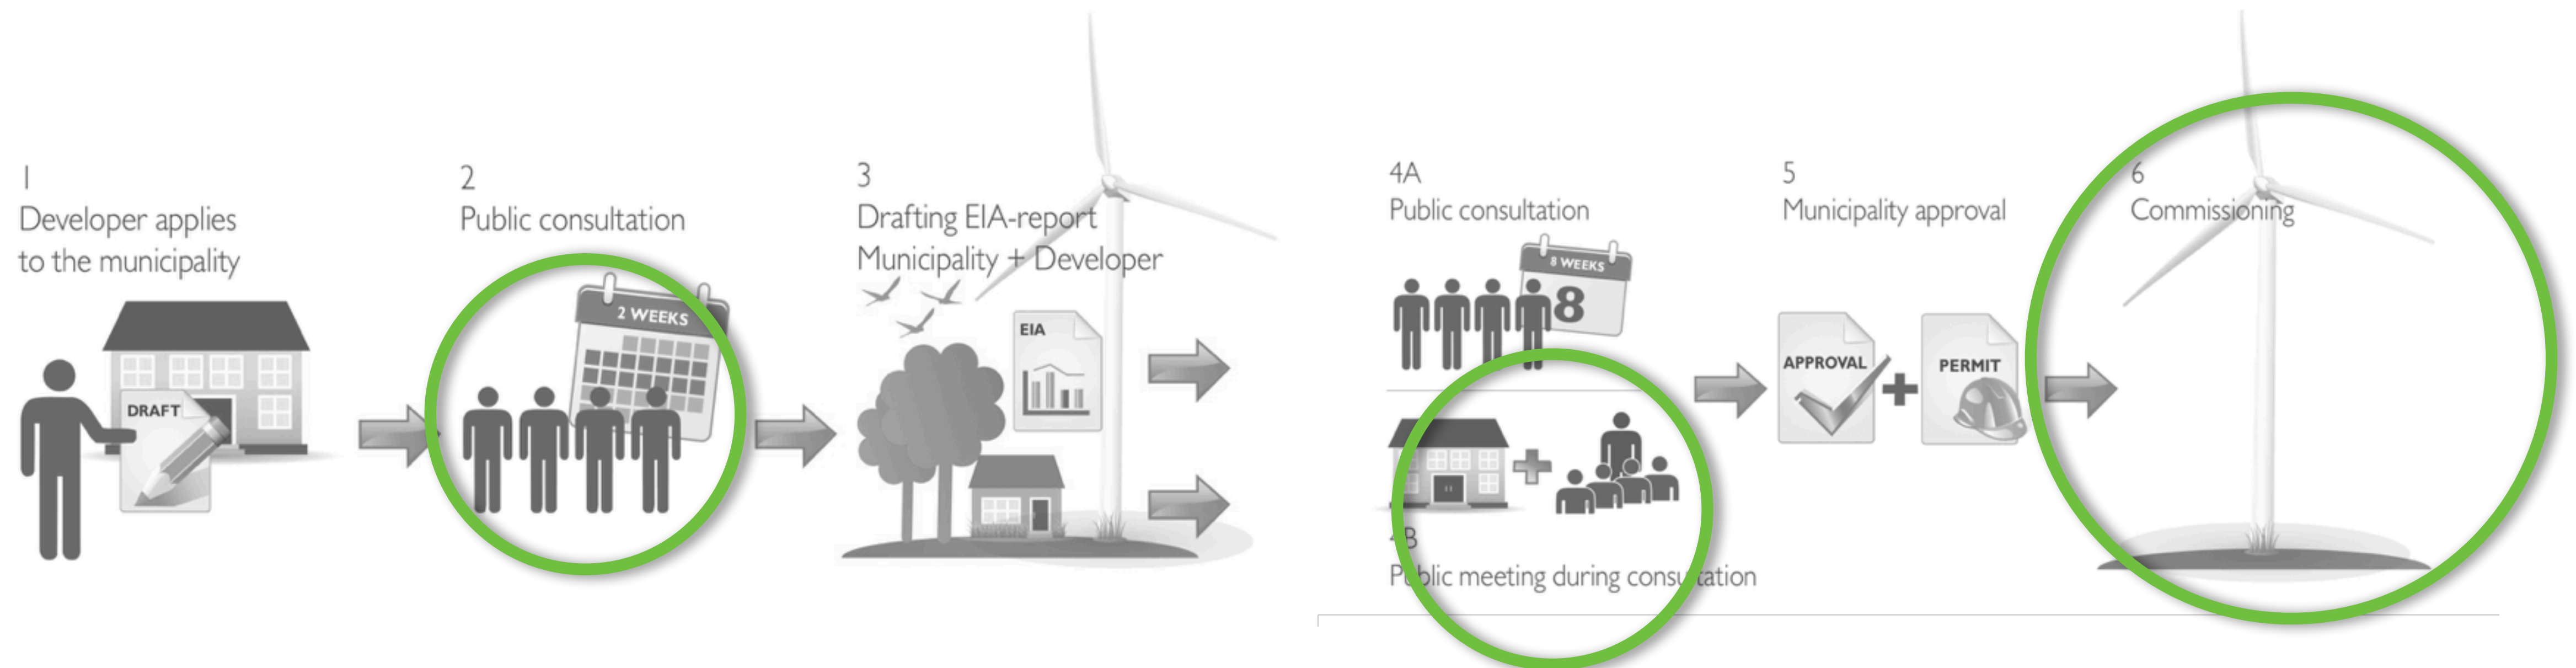 1
Developer applies
to the municipality
DRAFT
2
Public consultation
2 WEEKS
3
Drafting EIA-report
Municipality + Developer
EIA
4A
Public consultation
8 WEEKS
8
4B
Public meeting during consultation
5
Municipality approval
APPROVAL
PERMIT
6
Commissioning